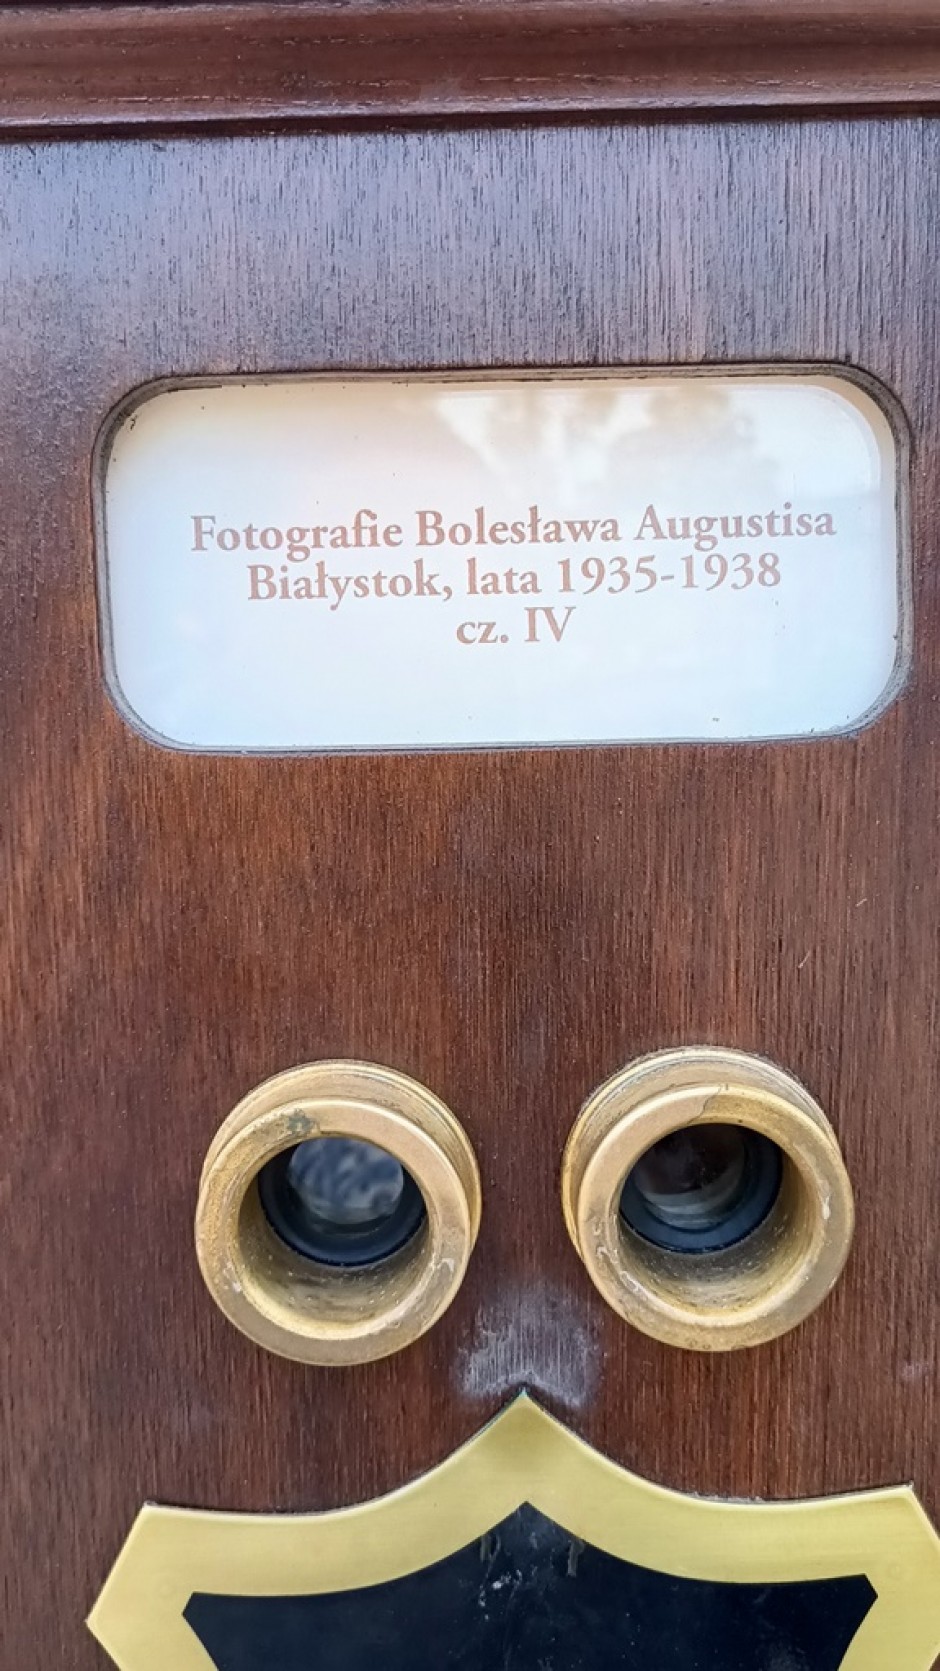 Fotografie Bolesława Augustisa
Białystok, lata 1935-1938
cz. IV